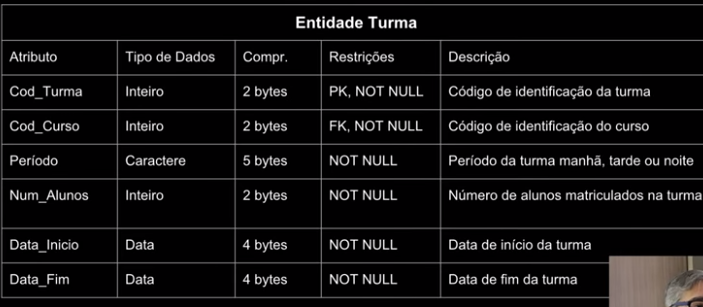 Entidade Turma
Atributo Tipo de Dados Compr. Restrições Descrição
Cod_Turma Inteiro 2 bytes PK, NOT NULL Código de identificação da turma
Cod_Curso Inteiro 2 bytes FK, NOT NULL Código de identificação do curso
Período Caractere 5 bytes NOT NULL Período da turma manhã, tarde ou noite
Num_Alunos Inteiro 2 bytes NOT NULL Número de alunos matriculados na turma
Data_Inicio Data 4 bytes NOT NULL Data de início da turma
Data_Fim Data 4 bytes NOT NULL Data de fim da turma